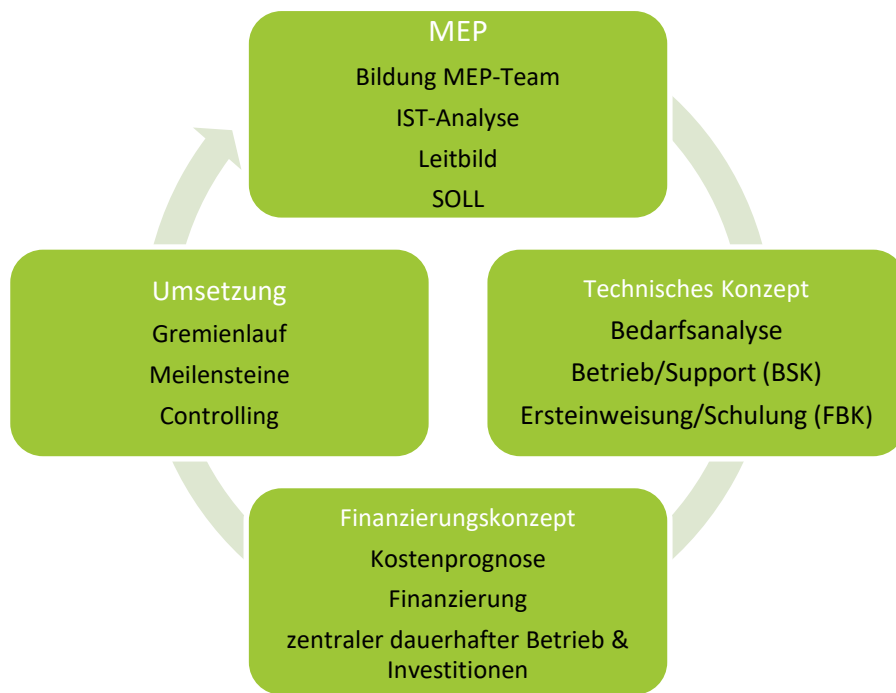 MEP
Bildung MEP-Team
IST-Analyse
Leitbild
SOLL
Technisches Konzept
Bedarfsanalyse
Betrieb/Support (BSK)
Ersteinweisung/Schulung (FBK)
Finanzierungskonzept
Kostenprognose
Finanzierung
zentraler dauerhafter Betrieb &
Investitionen
Umsetzung
Gremienlauf
Meilensteine
Controlling